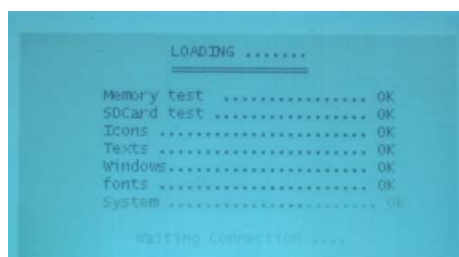 LOADING .......
Memory test ................ OK
SDCard test ................ OK
Icons ...................... OK
Texts ...................... OK
Windows..................... OK
fonts ...................... OK
System ...................... OK
Waiting Connection ....